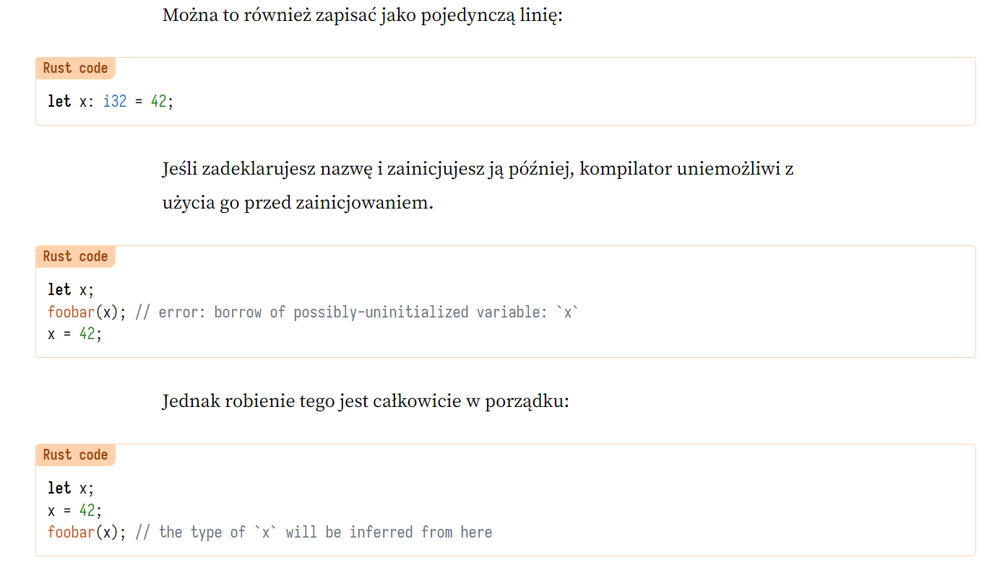 Można to również zapisać jako pojedynczą linię:
Rust code
let x: i32 = 42;
Jeśli zadeklarujesz nazwę i zainicjujesz ją później, kompilator uniemożliwi z
użycia go przed zainicjowaniem.
Rust code
let x;
foobar(x); // error: borrow of possibly-uninitialized variable: `x`
x = 42;
Jednak robienie tego jest całkowicie w porządku:
Rust code
let x;
x = 42;
foobar(x); // the type of `x` will be inferred from here